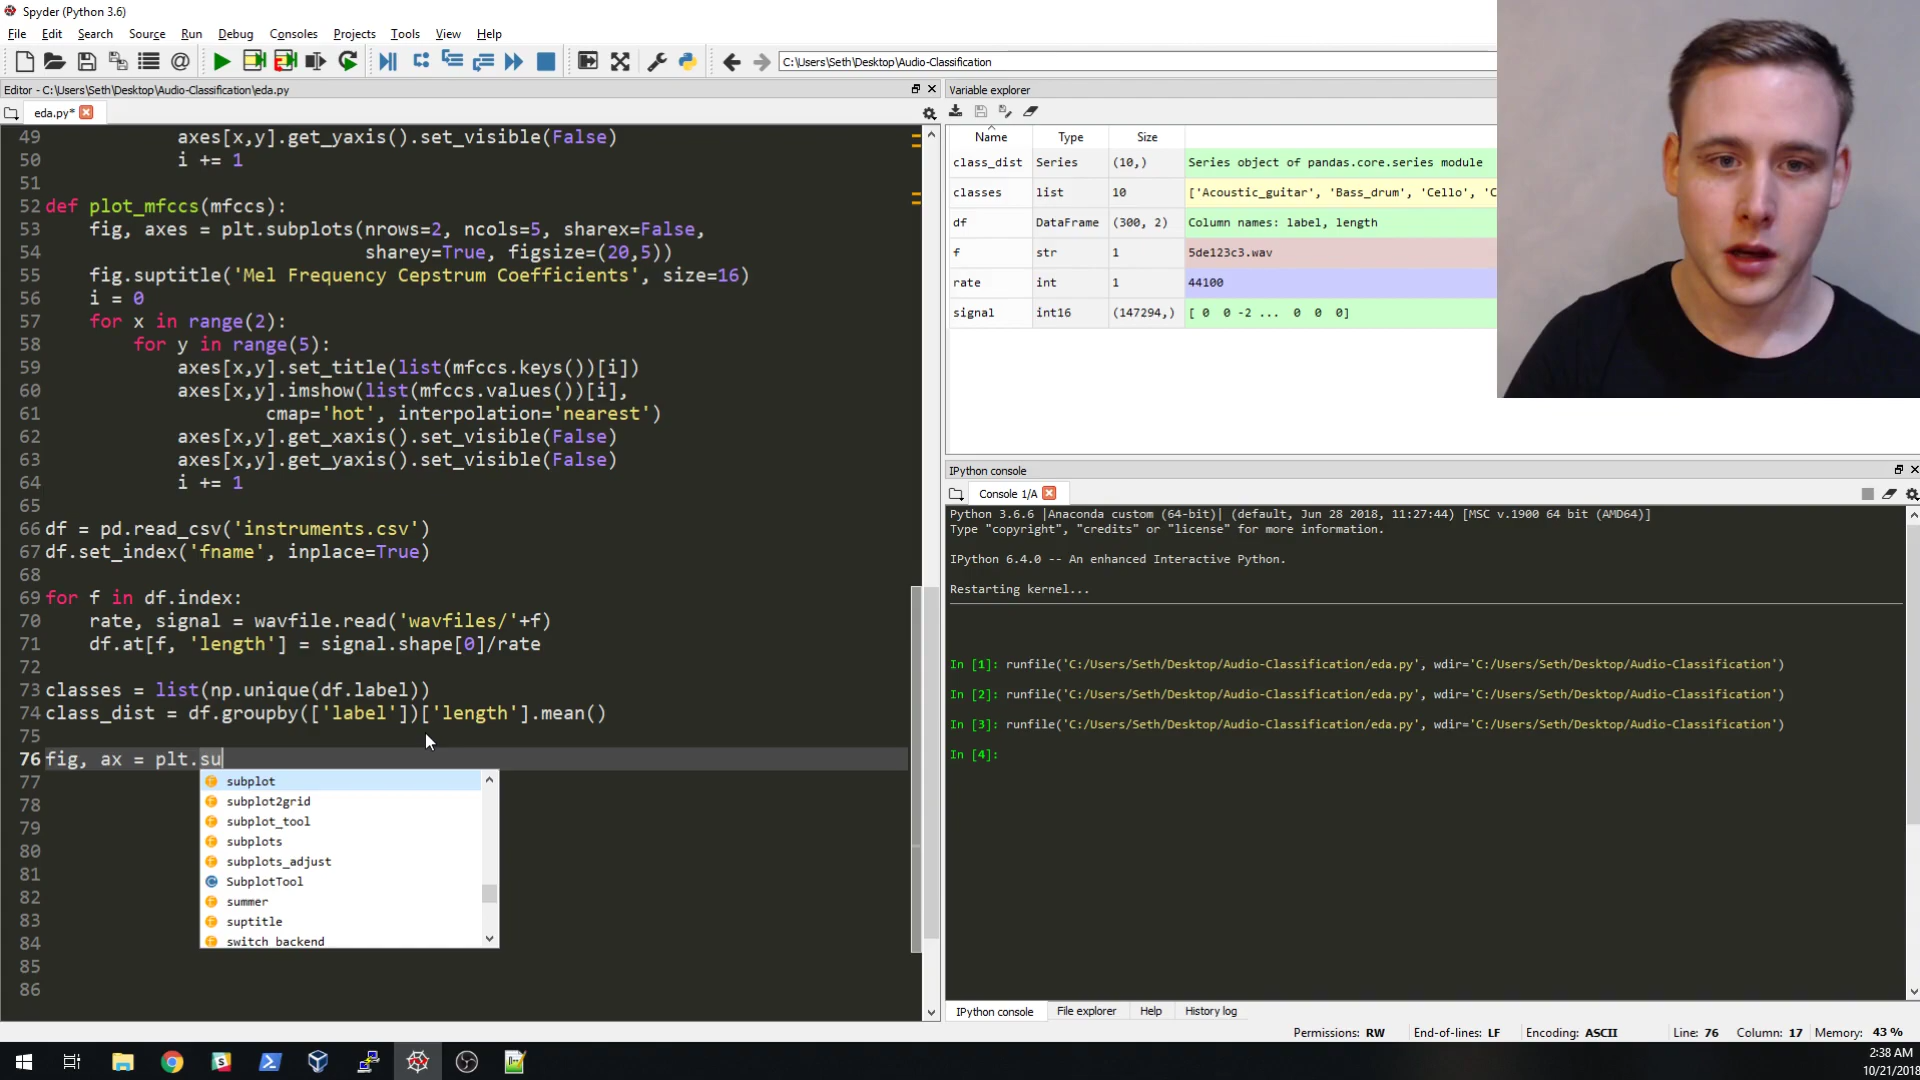 Spyder (Python 3.6)
File Edit Search Source Run Debug Consoles Projects Tools View Help
C:\Users\Seth\Desktop\Audio-Classification
Editor - C:\Users\Seth\Desktop\Audio-Classification\eda.py
eda.py*
49 axes[x,y].get_yaxis().set_visible(False)
50 i += 1
51
52 def plot_mfccs(mfccs):
53 fig, axes = plt.subplots(nrows=2, ncols=5, sharex=False,
54 sharey=True, figsize=(20,5))
55 fig.suptitle('Mel Frequency Cepstrum Coefficients', size=16)
56 i = 0
57 for x in range(2):
58 for y in range(5):
59 axes[x,y].set_title(list(mfccs.keys())[i])
60 axes[x,y].imshow(list(mfccs.values())[i],
61 cmap='hot', interpolation='nearest')
62 axes[x,y].get_xaxis().set_visible(False)
63 axes[x,y].get_yaxis().set_visible(False)
64 i += 1
65
66 df = pd.read_csv('instruments.csv')
67 df.set_index('fname', inplace=True)
68
69 for f in df.index:
70 rate, signal = wavfile.read('wavfiles/'+f)
71 df.at[f, 'length'] = signal.shape[0]/rate
72
73 classes = list(np.unique(df.label))
74 class_dist = df.groupby(['label'])['length'].mean()
75
76 fig, ax = plt.su
77 subplot
78 subplot2grid
79 subplot_tool
80 subplots
81 subplots_adjust
82 SubplotTool
83 summer
suptitle
84 switch_backend
85
86
Variable explorer
Name Type Size
class_dist Series (10,) Series object of pandas.core.series module
classes list 10 ['Acoustic_guitar', 'Bass_drum', 'Cello', 'C
df DataFrame (300, 2) Column names: label, length
f str 1 5de123c3.wav
rate int 1 44100
signal int16 (147294,) [ 0 0 -2 ... 0 0 0]
IPython console
Console 1/A
Python 3.6.6 |Anaconda custom (64-bit)| (default, Jun 28 2018, 11:27:44) [MSC v.1900 64 bit (AMD64)]
Type "copyright", "credits" or "license" for more information.
IPython 6.4.0 -- An enhanced Interactive Python.
Restarting kernel...
In [1]: runfile('C:/Users/Seth/Desktop/Audio-Classification/eda.py', wdir='C:/Users/Seth/Desktop/Audio-Classification')
In [2]: runfile('C:/Users/Seth/Desktop/Audio-Classification/eda.py', wdir='C:/Users/Seth/Desktop/Audio-Classification')
In [3]: runfile('C:/Users/Seth/Desktop/Audio-Classification/eda.py', wdir='C:/Users/Seth/Desktop/Audio-Classification')
In [4]:
IPython console File explorer Help History log
Permissions: RW End-of-lines: LF Encoding: ASCII Line: 76 Column: 17 Memory: 43 %
2:38 AM
10/21/2018